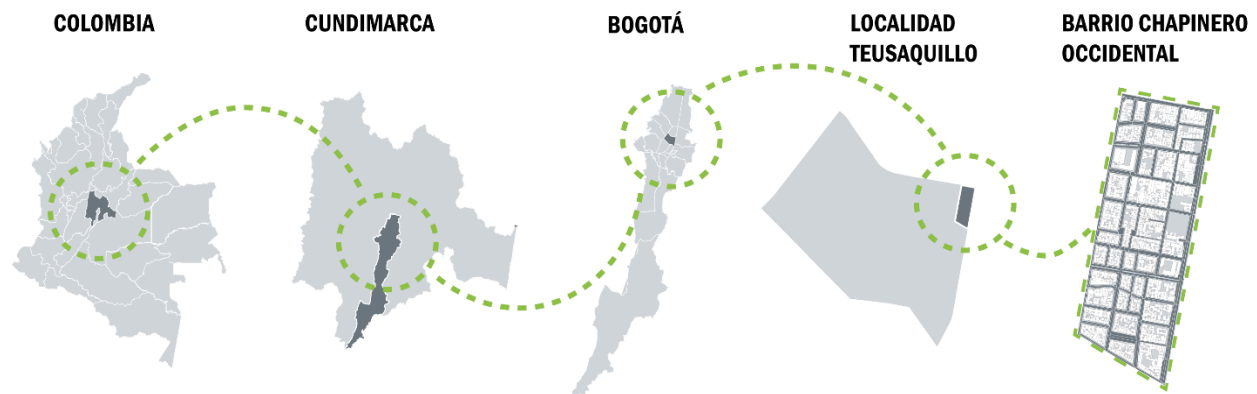 COLOMBIA
CUNDIMARCA
BOGOTÁ
LOCALIDAD
TEUSAQUILLO
BARRIO CHAPINERO
OCCIDENTAL